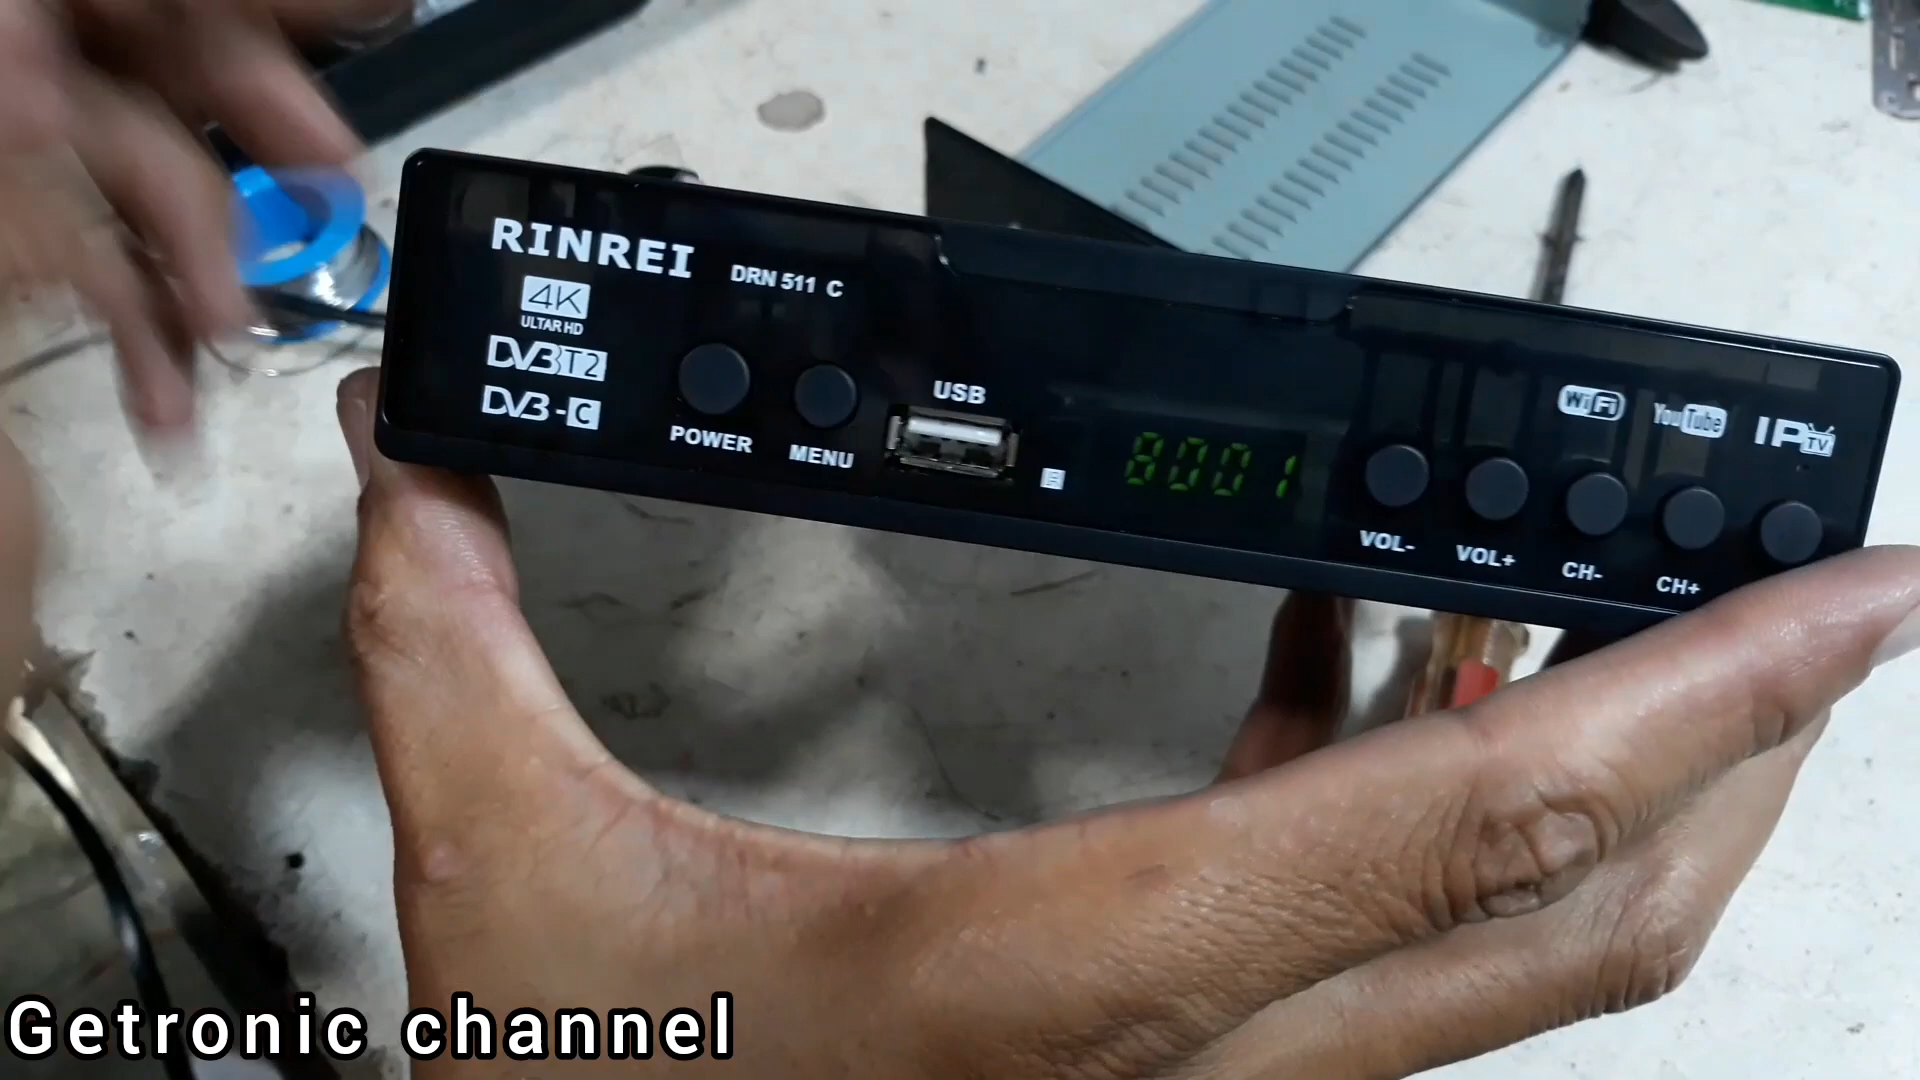 RINREI
DRN 511 C
4K
ULTAR HD
DVB T2
DVB-C
POWER
MENU
USB
R
8001
WiFi
YouTube
IPTV
VOL-
VOL+
CH-
CH+
Getronic channel